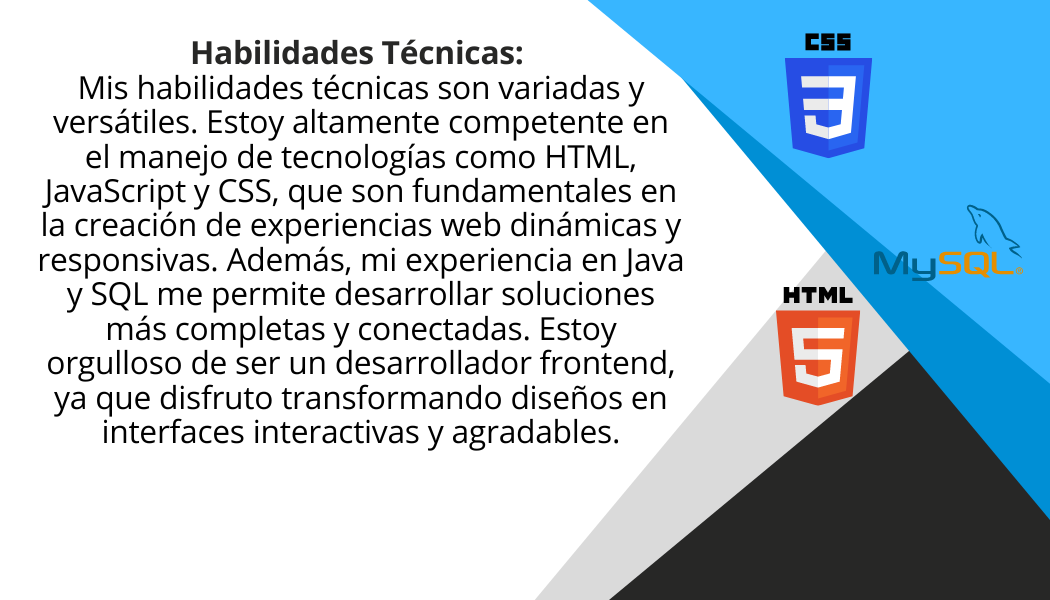 Habilidades Técnicas:
Mis habilidades técnicas son variadas y
versátiles. Estoy altamente competente en
el manejo de tecnologías como HTML,
JavaScript y CSS, que son fundamentales en
la creación de experiencias web dinámicas y
responsivas. Además, mi experiencia en Java
y SQL me permite desarrollar soluciones
más completas y conectadas. Estoy
orgulloso de ser un desarrollador frontend,
ya que disfruto transformando diseños en
interfaces interactivas y agradables.
CSS
3
MySQL
HTML
5